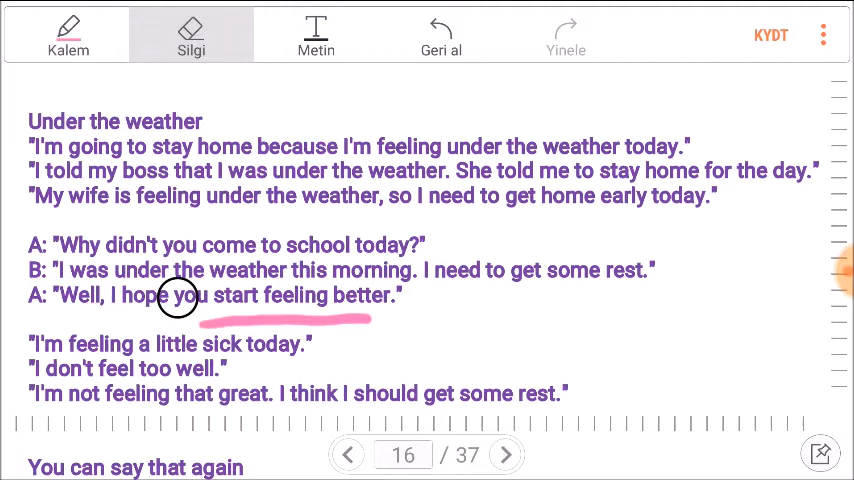 Kalem Silgi Metin Geri al Yinele KYDT
Under the weather
"I'm going to stay home because I'm feeling under the weather today."
"I told my boss that I was under the weather. She told me to stay home for the day."
"My wife is feeling under the weather, so I need to get home early today."
A: "Why didn't you come to school today?"
B: "I was under the weather this morning. I need to get some rest."
A: "Well, I hope you start feeling better."
"I'm feeling a little sick today."
"I don't feel too well."
"I'm not feeling that great. I think I should get some rest."
16 / 37
You can say that again